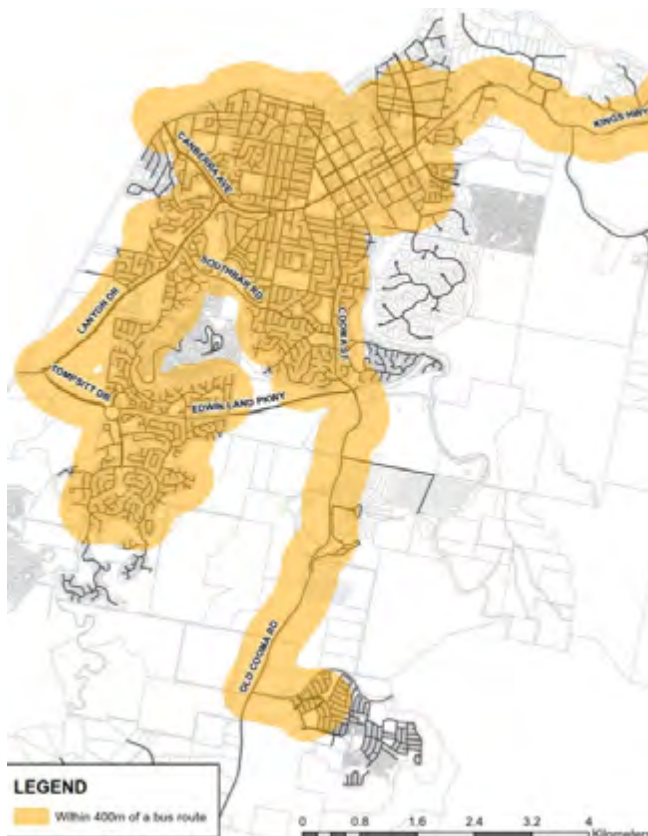 KINGS HWY
CANBERRA AVE
SOUTHBAR RD
LANYON DR
COOMA ST
TOMPSITT DR
EDWIN LAND PKWY
OLD COOMA RD
LEGEND
Within 400m of a bus route
0 0.8 1.6 2.4 3.2 4
Kilometers